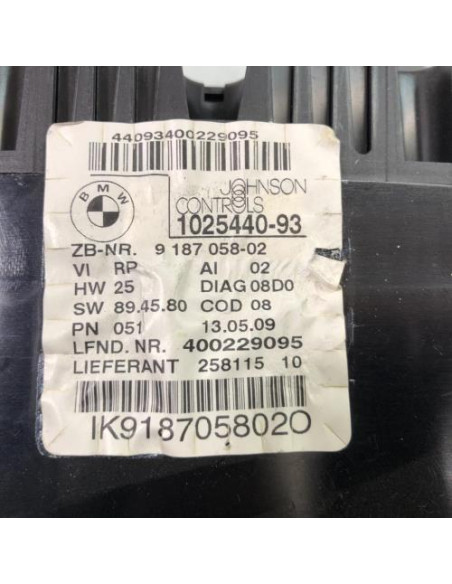 44093400229095
BMW
JOHNSON
CONTROLS
1025440-93
ZB-NR. 9 187 058-02
VI RP AI 02
HW 25 DIAG 08D0
SW 89.45.80 COD 08
PN 051 13.05.09
LFND. NR. 400229095
LIEFERANT 258115 10
IK918705802O